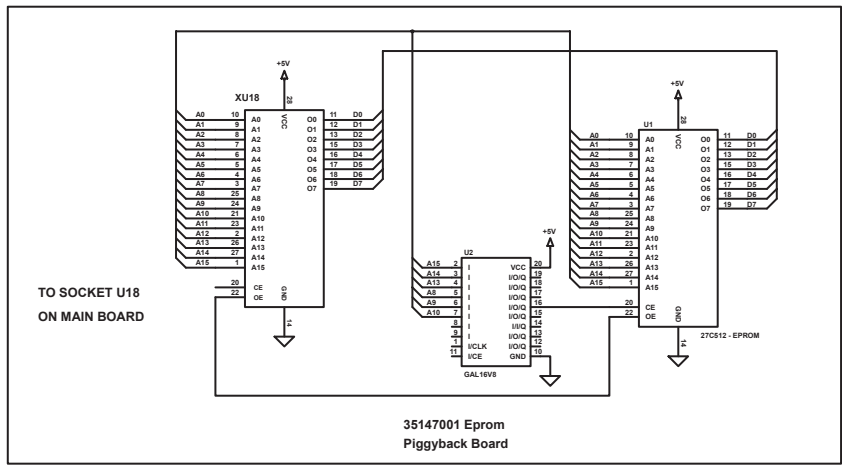 +5V
XU18
28
VCC
A0 10 A0 O0 11 D0
A1 9 A1 O1 12 D1
A2 8 A2 O2 13 D2
A3 7 A3 O3 15 D3
A4 6 A4 O4 16 D4
A5 5 A5 O5 17 D5
A6 4 A6 O6 18 D6
A7 3 A7 O7 19 D7
A8 25 A8
A9 24 A9
A10 21 A10
A11 23 A11
A12 2 A12
A13 26 A13
A14 27 A14
A15 1 A15
20 CE
22 OE
GND
14
TO SOCKET U18
ON MAIN BOARD
+5V
U2
A15 2 I VCC 20
A14 3 I I/O/Q 19
A13 4 I I/O/Q 18
A8 5 I I/O/Q 17
A9 6 I I/O/Q 16
A10 7 I I/O/Q 15
8 I I/I/Q 14
9 I I/O/Q 13
1 I/CLK I/O/Q 12
11 I/CE GND 10
GAL16V8
+5V
U1
28
VCC
A0 10 A0 O0 11 D0
A1 9 A1 O1 12 D1
A2 8 A2 O2 13 D2
A3 7 A3 O3 15 D3
A4 6 A4 O4 16 D4
A5 5 A5 O5 17 D5
A6 4 A6 O6 18 D6
A7 3 A7 O7 19 D7
A8 25 A8
A9 24 A9
A10 21 A10
A11 23 A11
A12 2 A12
A13 26 A13
A14 27 A14
A15 1 A15
20 CE
22 OE
GND
14
27C512 - EPROM
35147001 Eprom
Piggyback Board